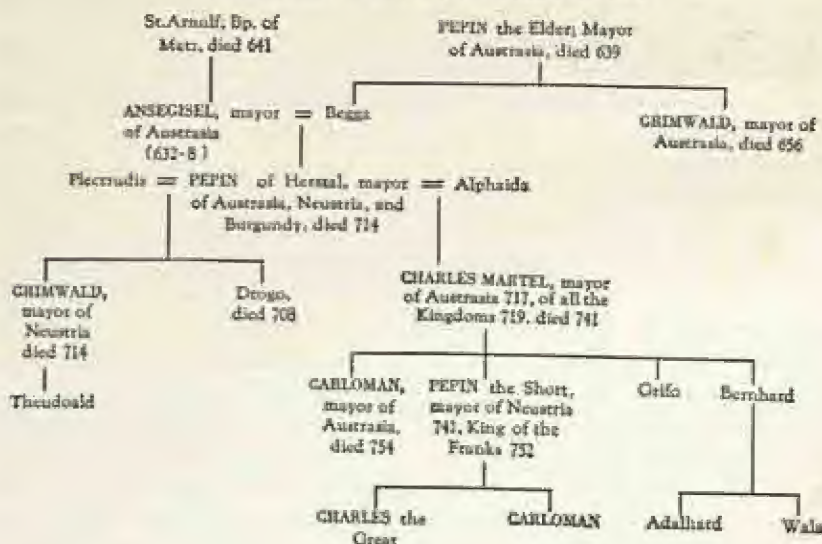 St. Arnulf, Bp. of
Metz, died 641
PEPIN the Elder, Mayor
of Austrasia, died 639
ANSEGISEL, mayor = Begga
of Austrasia
(632-8)
GRIMWALD, mayor of
Austrasia, died 656
Plectrudis = PEPIN of Herstal, mayor = Alphaida
of Austrasia, Neustria, and
Burgundy, died 714
GRIMWALD,
mayor of
Neustria
died 714
Drogo,
died 708
CHARLES MARTEL, mayor
of Austrasia 717, of all the
Kingdoms 719, died 741
Theudoald
CARLOMAN,
mayor of
Austrasia,
died 754
PEPIN the Short,
mayor of Neustria
741, King of the
Franks 752
Grifo
Bernhard
CHARLES the
Great
CARLOMAN
Adalhard
Wala